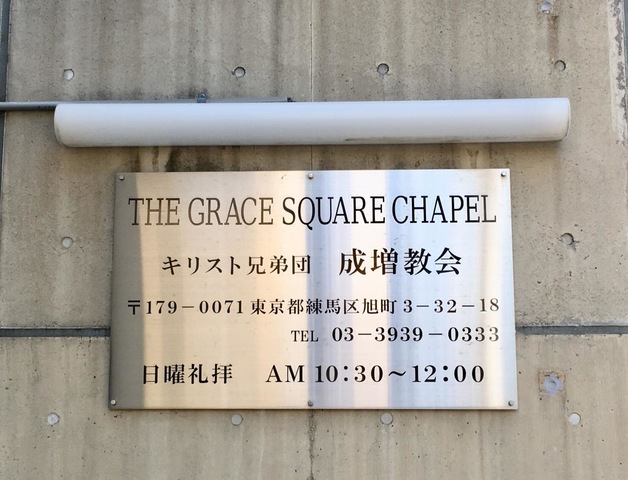 THE GRACE SQUARE CHAPEL
キリスト兄弟団 成増教会
〒179-0071 東京都練馬区旭町 3-32-18
TEL 03-3939-0333
日曜礼拝 AM 10:30~12:00